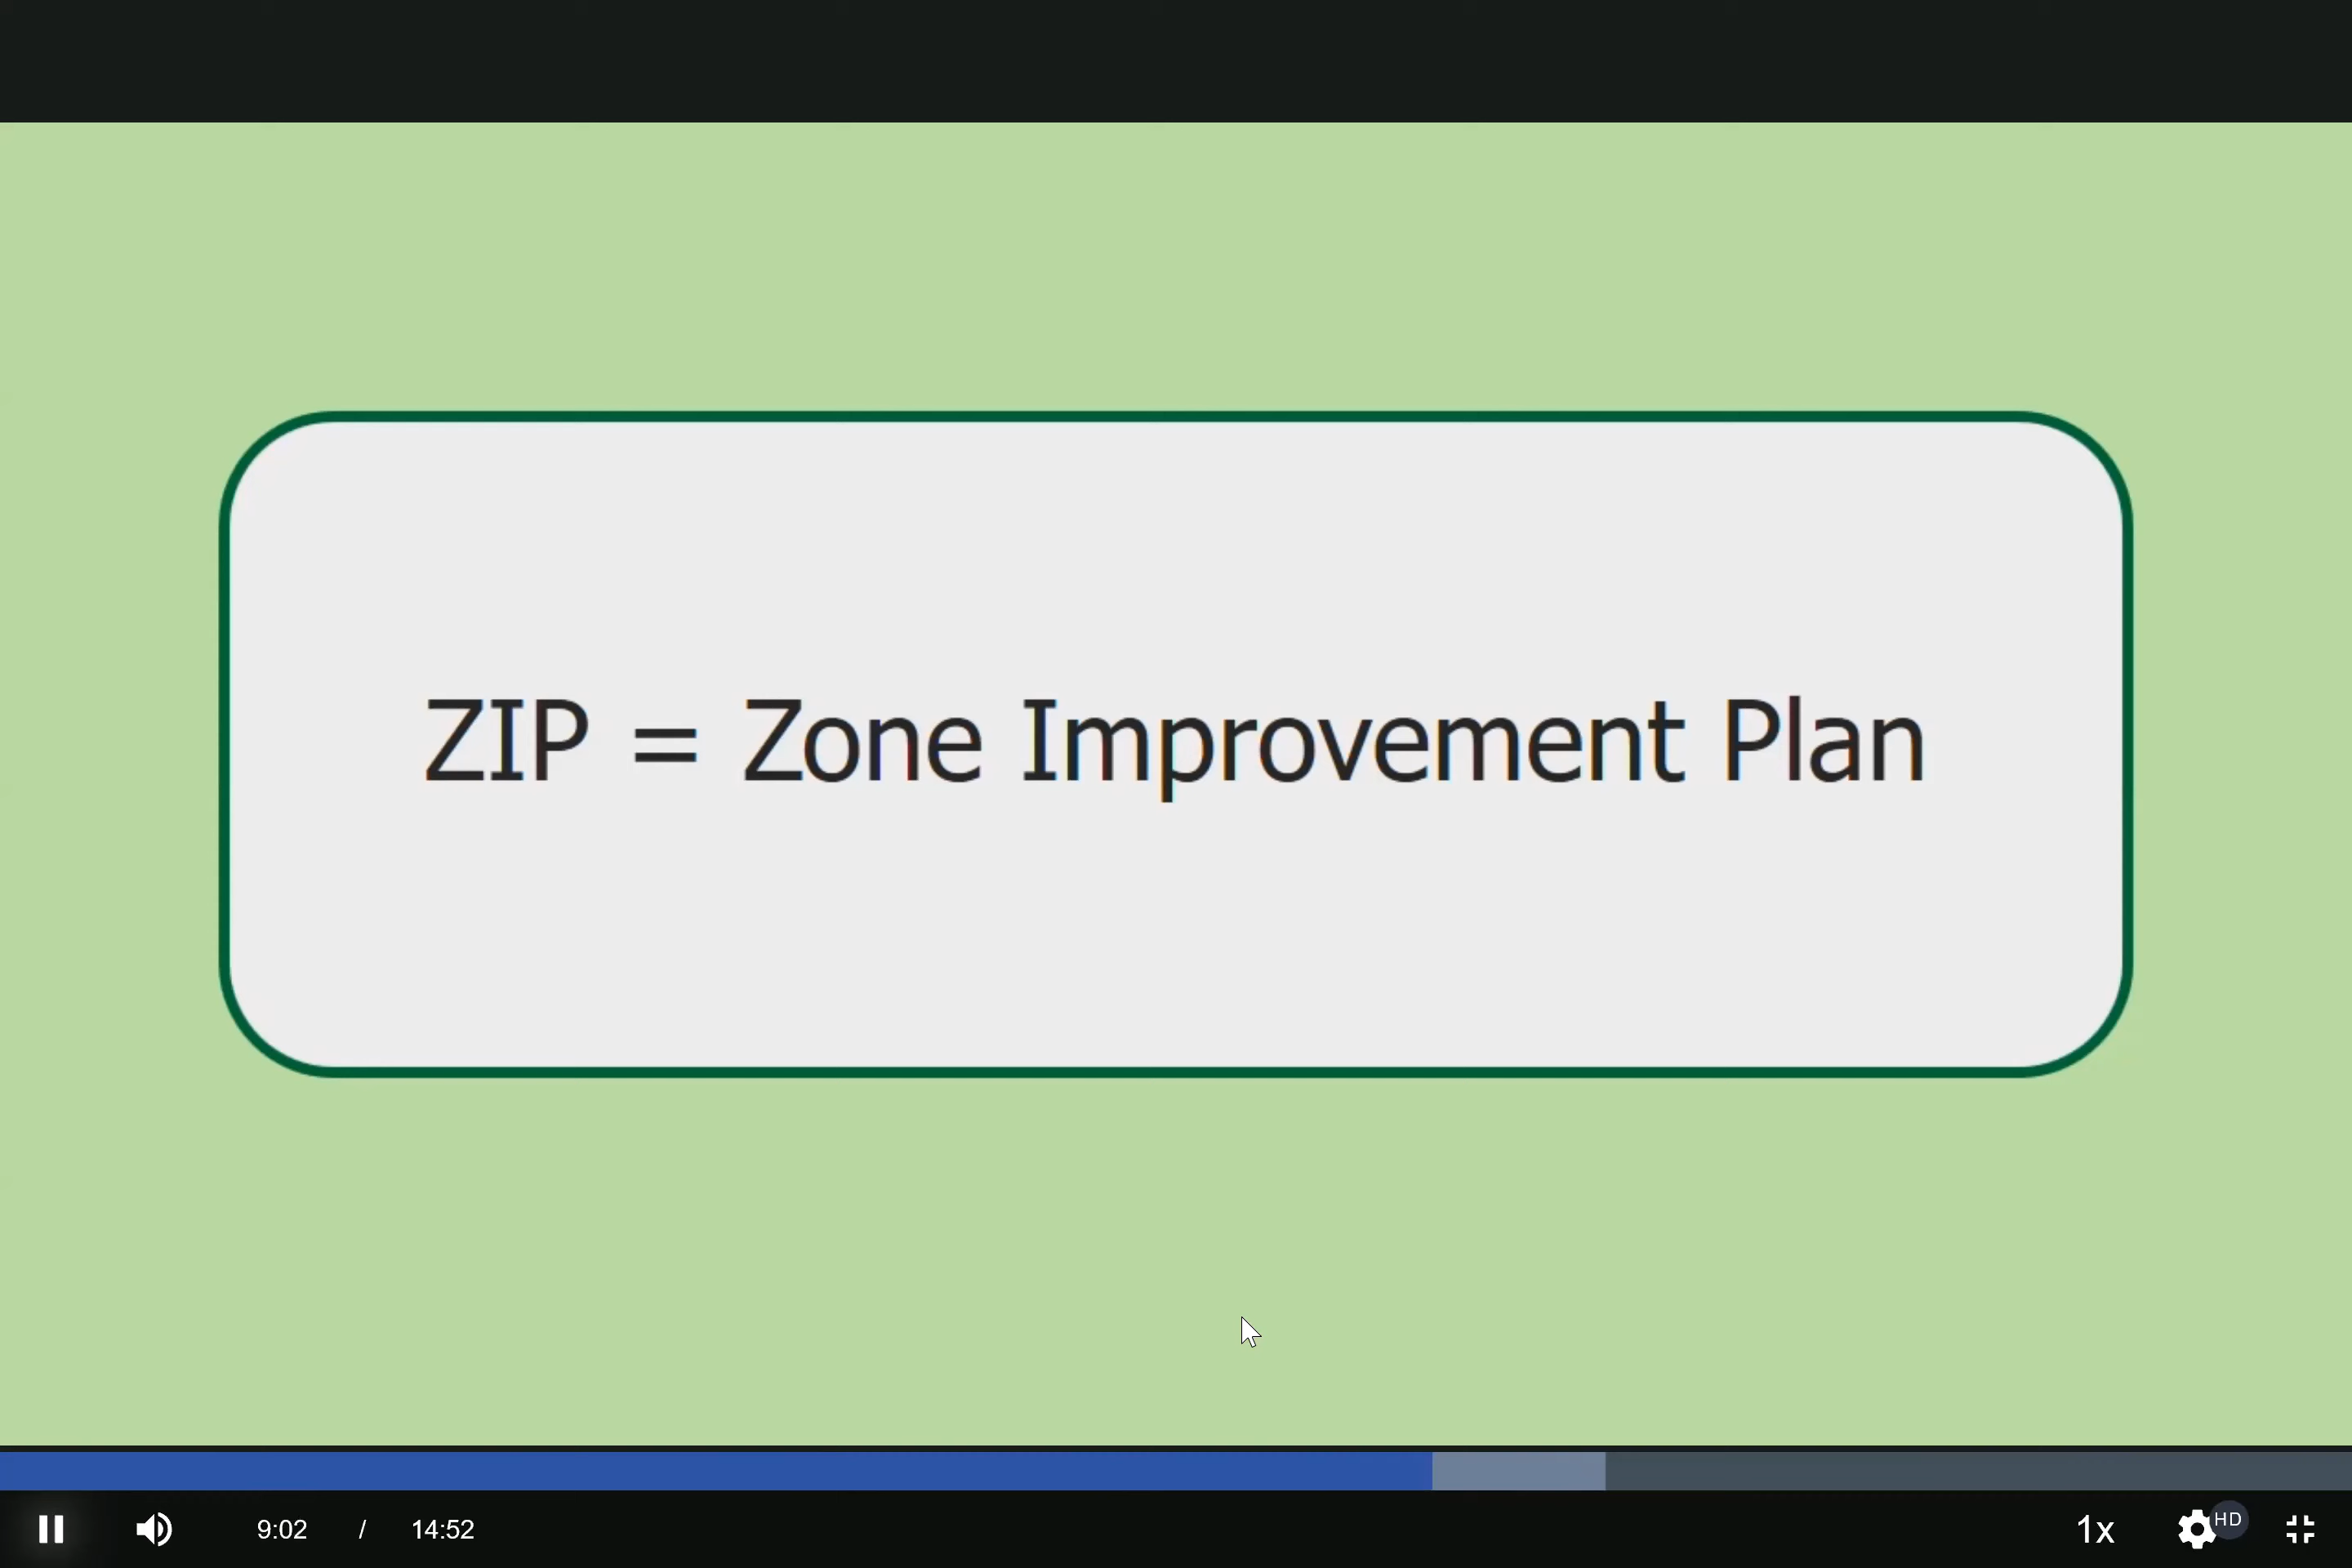 ZIP = Zone Improvement Plan
9:02 / 14:52 1x HD